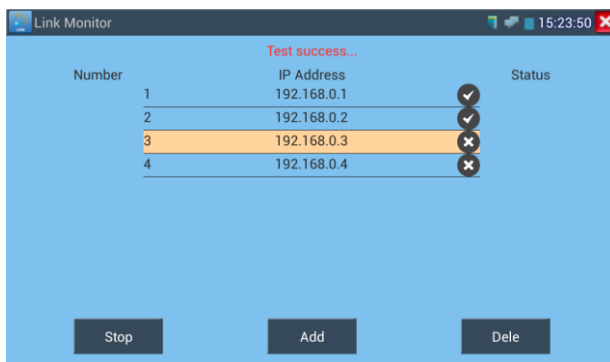 Link Monitor 15:23:50
Test success...
Number IP Address Status
1 192.168.0.1
2 192.168.0.2
3 192.168.0.3
4 192.168.0.4
Stop Add Dele